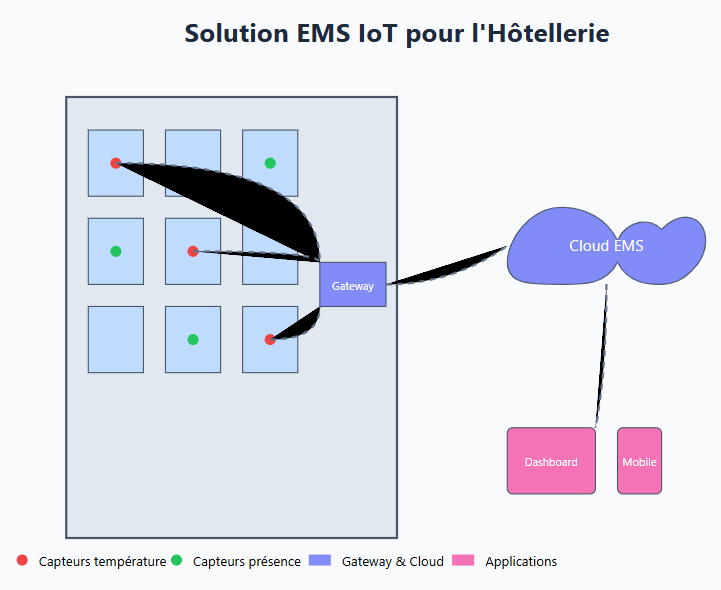 Solution EMS IoT pour l'Hôtellerie
Cloud EMS
Gateway
Dashboard
Mobile
Capteurs température
Capteurs présence
Gateway & Cloud
Applications